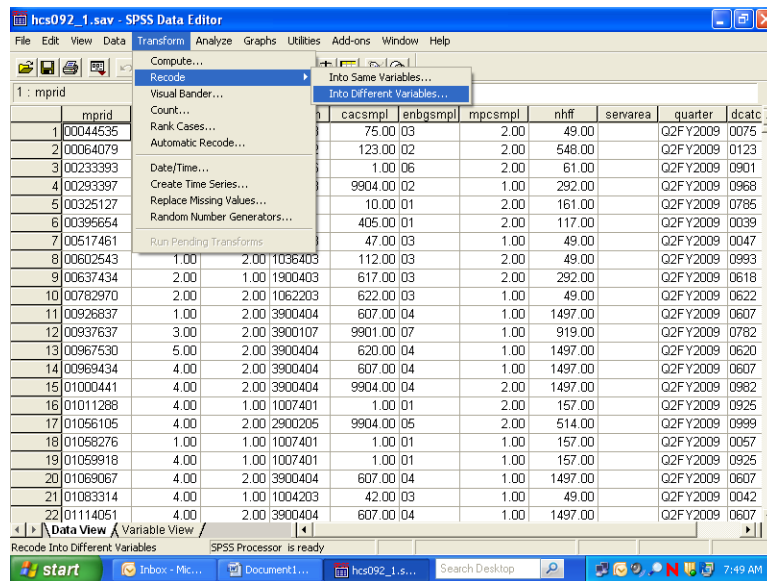 hcs092_1.sav - SPSS Data Editor
File Edit View Data Transform Analyze Graphs Utilities Add-ons Window Help
Compute...
Recode
Visual Bander...
Count...
Rank Cases...
Automatic Recode...
Date/Time...
Create Time Series...
Replace Missing Values...
Random Number Generators...
Run Pending Transforms
Into Same Variables...
Into Different Variables...
1 : mprid
mprid cacsmpl enbgsmpl mpcsmpl nhff servarea quarter dcatc
1 00044535 75.00 03 2.00 49.00 Q2FY2009 0075
2 00064079 123.00 02 2.00 548.00 Q2FY2009 0123
3 00233393 1.00 06 2.00 61.00 Q2FY2009 0901
4 00293397 9904.00 02 1.00 292.00 Q2FY2009 0968
5 00325127 10.00 01 2.00 161.00 Q2FY2009 0785
6 00395654 405.00 01 2.00 117.00 Q2FY2009 0039
7 00517461 47.00 03 1.00 49.00 Q2FY2009 0047
8 00602543 1.00 2.00 1036403 112.00 03 2.00 49.00 Q2FY2009 0993
9 00637434 2.00 1.00 1900403 617.00 03 2.00 292.00 Q2FY2009 0618
10 00782970 2.00 2.00 1062203 622.00 03 1.00 49.00 Q2FY2009 0622
11 00926837 1.00 2.00 3900404 607.00 04 1.00 1497.00 Q2FY2009 0607
12 00937637 3.00 2.00 3900107 9901.00 07 1.00 919.00 Q2FY2009 0782
13 00967530 5.00 2.00 3900404 620.00 04 1.00 1497.00 Q2FY2009 0620
14 00969434 4.00 2.00 3900404 607.00 04 1.00 1497.00 Q2FY2009 0607
15 01000441 4.00 2.00 3900404 9904.00 04 2.00 1497.00 Q2FY2009 0982
16 01011288 4.00 1.00 1007401 1.00 01 2.00 157.00 Q2FY2009 0925
17 01056105 4.00 2.00 2900205 9904.00 05 2.00 514.00 Q2FY2009 0999
18 01058276 1.00 1.00 1007401 1.00 01 1.00 157.00 Q2FY2009 0057
19 01059918 4.00 1.00 1007401 1.00 01 1.00 157.00 Q2FY2009 0925
20 01069067 4.00 2.00 3900404 607.00 04 1.00 1497.00 Q2FY2009 0607
21 01083314 4.00 1.00 1004203 42.00 03 1.00 49.00 Q2FY2009 0042
22 01114051 4.00 2.00 3900404 607.00 04 1.00 1497.00 Q2FY2009 0607
Data View Variable View
Recode Into Different Variables SPSS Processor is ready
start Inbox - Mic... Document1... hcs092_1.s... Search Desktop 7:49 AM